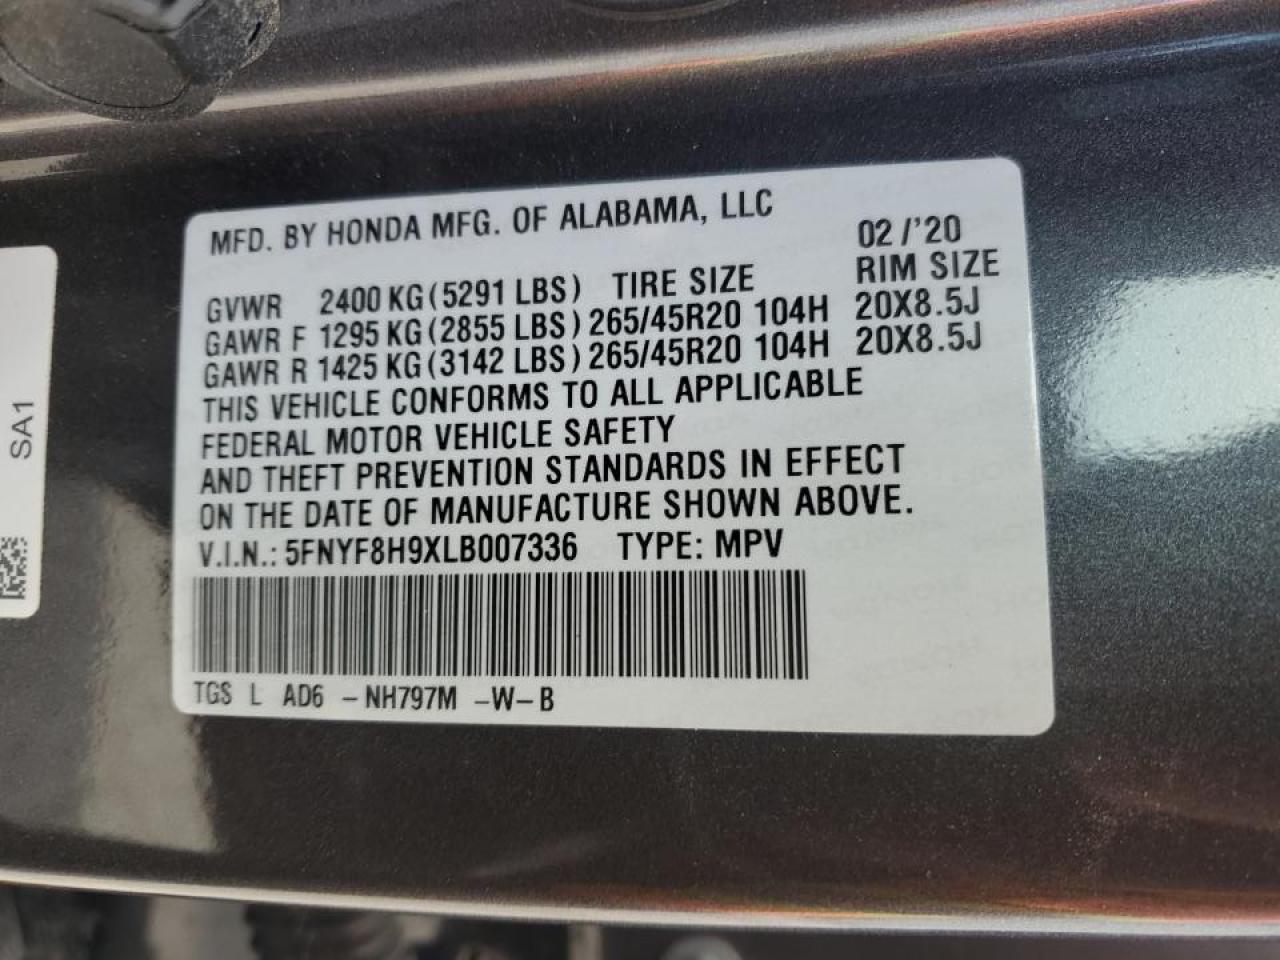 MFD. BY HONDA MFG. OF ALABAMA, LLC
02 /'20
GVWR 2400 KG (5291 LBS) TIRE SIZE RIM SIZE
GAWR F 1295 KG (2855 LBS) 265/45R20 104H 20X8.5J
GAWR R 1425 KG (3142 LBS) 265/45R20 104H 20X8.5J
THIS VEHICLE CONFORMS TO ALL APPLICABLE
FEDERAL MOTOR VEHICLE SAFETY
AND THEFT PREVENTION STANDARDS IN EFFECT
ON THE DATE OF MANUFACTURE SHOWN ABOVE.
V.I.N.: 5FNYF8H9XLB007336 TYPE: MPV
TGS L AD6 – NH797M –W–B
SA1